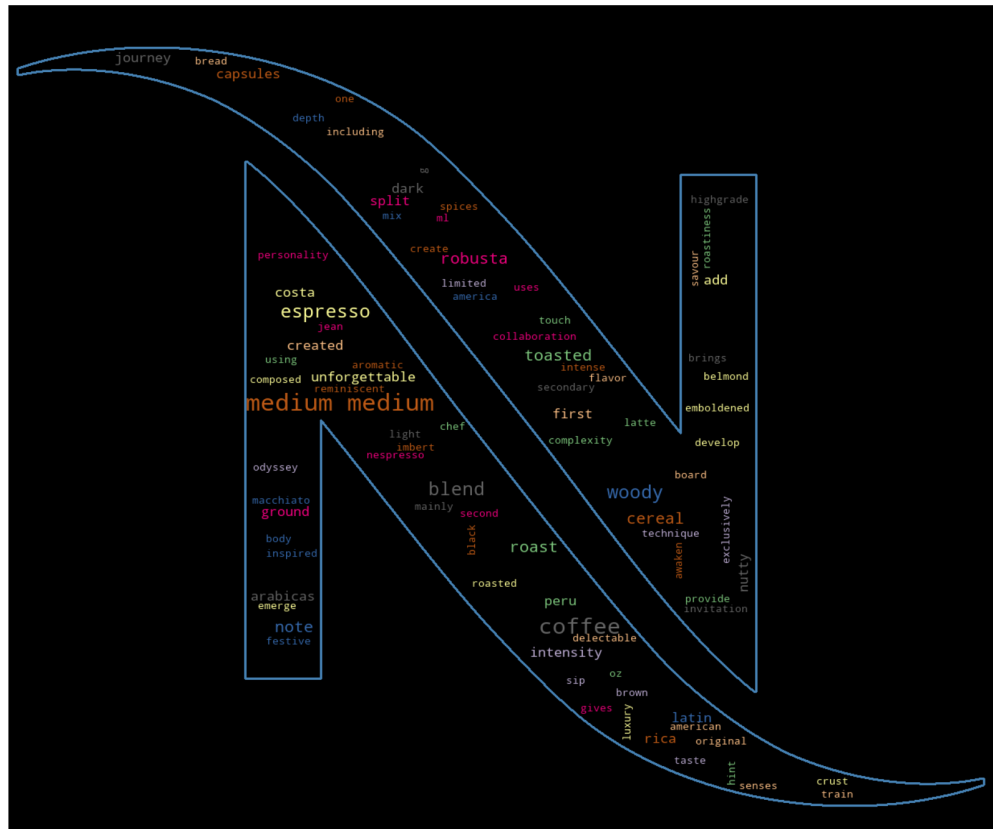 journey
bread
capsules
one
depth
including
dark
split
spices
mix
ml
highgrade
roastiness
savour
add
create
robusta
personality
limited
uses
america
costa
espresso
jean
touch
collaboration
created
toasted
using
aromatic
intense
brings
composed
unforgettable
flavor
belmond
reminiscent
secondary
medium medium
first
emboldened
latte
chef
light
complexity
develop
imbert
nespresso
odyssey
board
blend
woody
macchiato
mainly
ground
second
cereal
exclusively
technique
black
body
roast
inspired
awaken
nutty
roasted
arabicas
peru
provide
emerge
invitation
note
coffee
festive
delectable
intensity
oz
sip
brown
gives
luxury
latin
american
rica
original
taste
hint
senses
crust
train